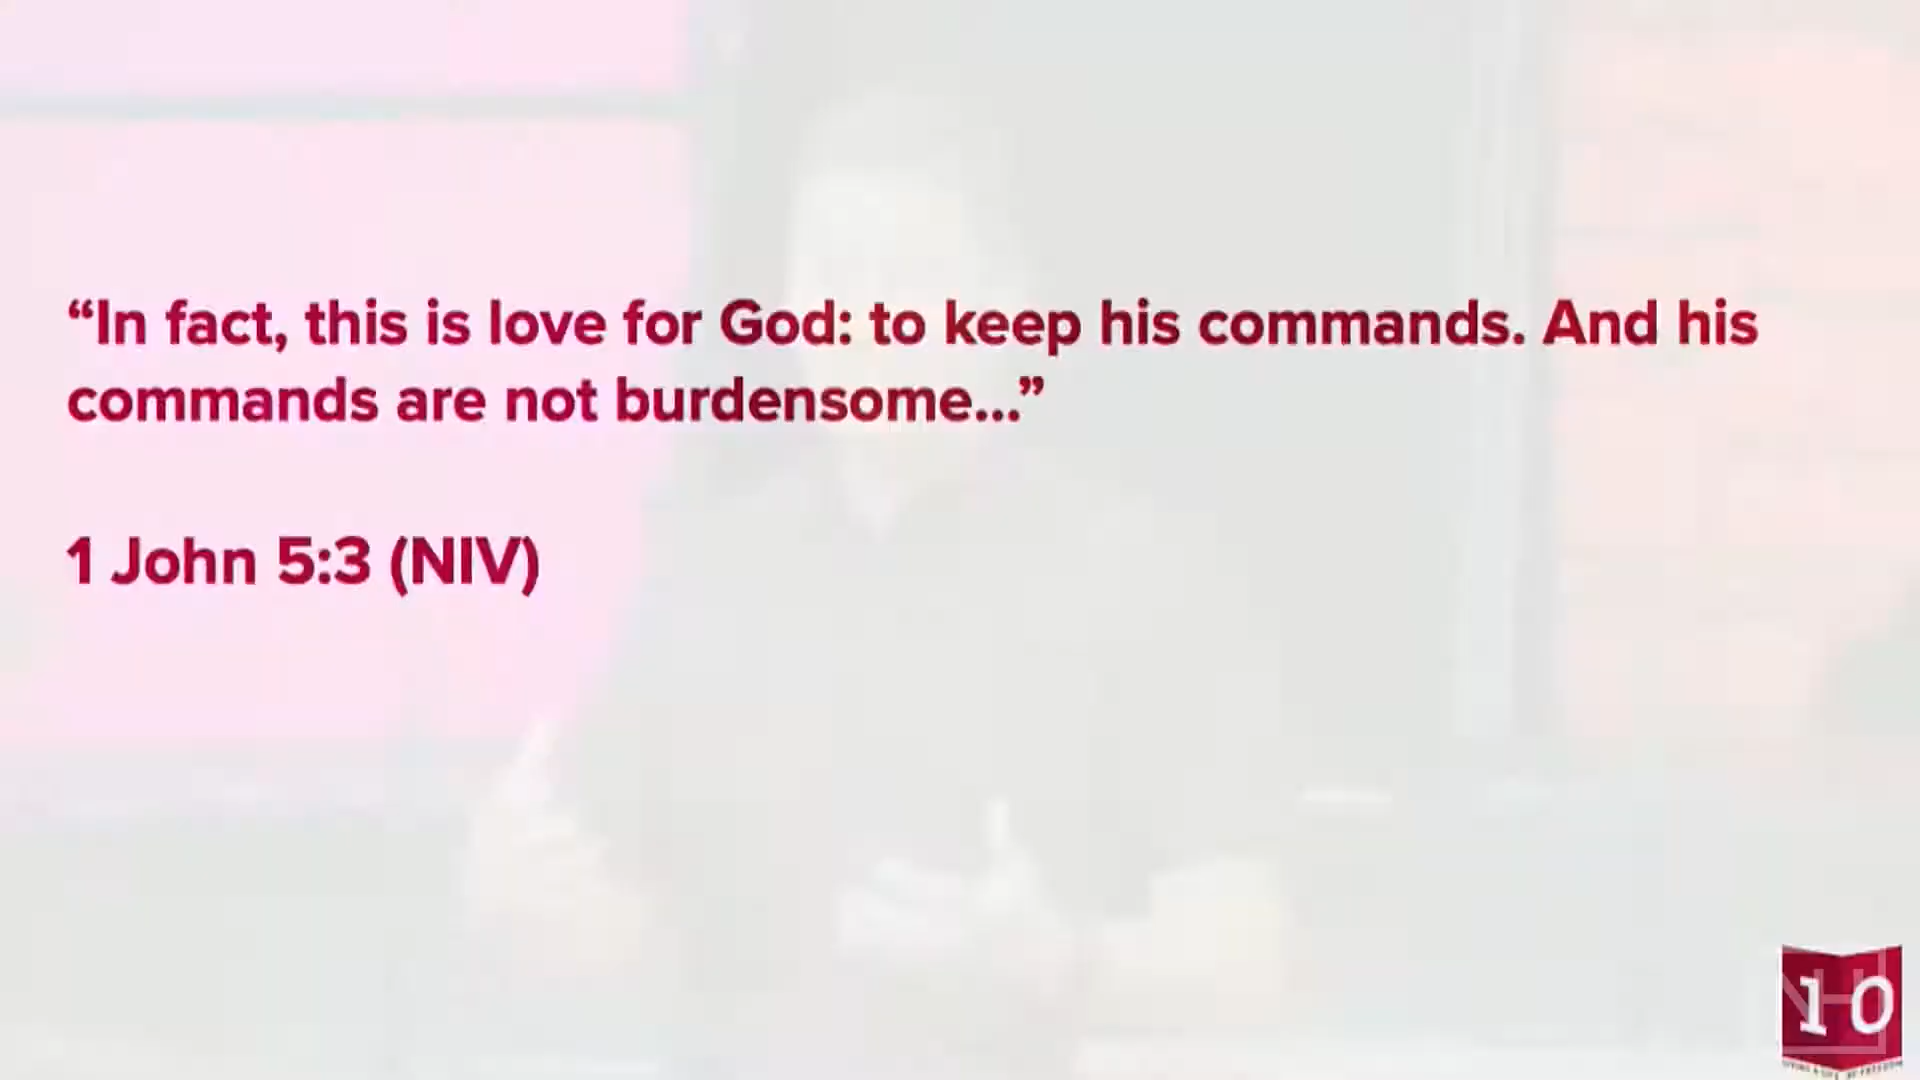 “In fact, this is love for God: to keep his commands. And his
commands are not burdensome...”
1 John 5:3 (NIV)
10